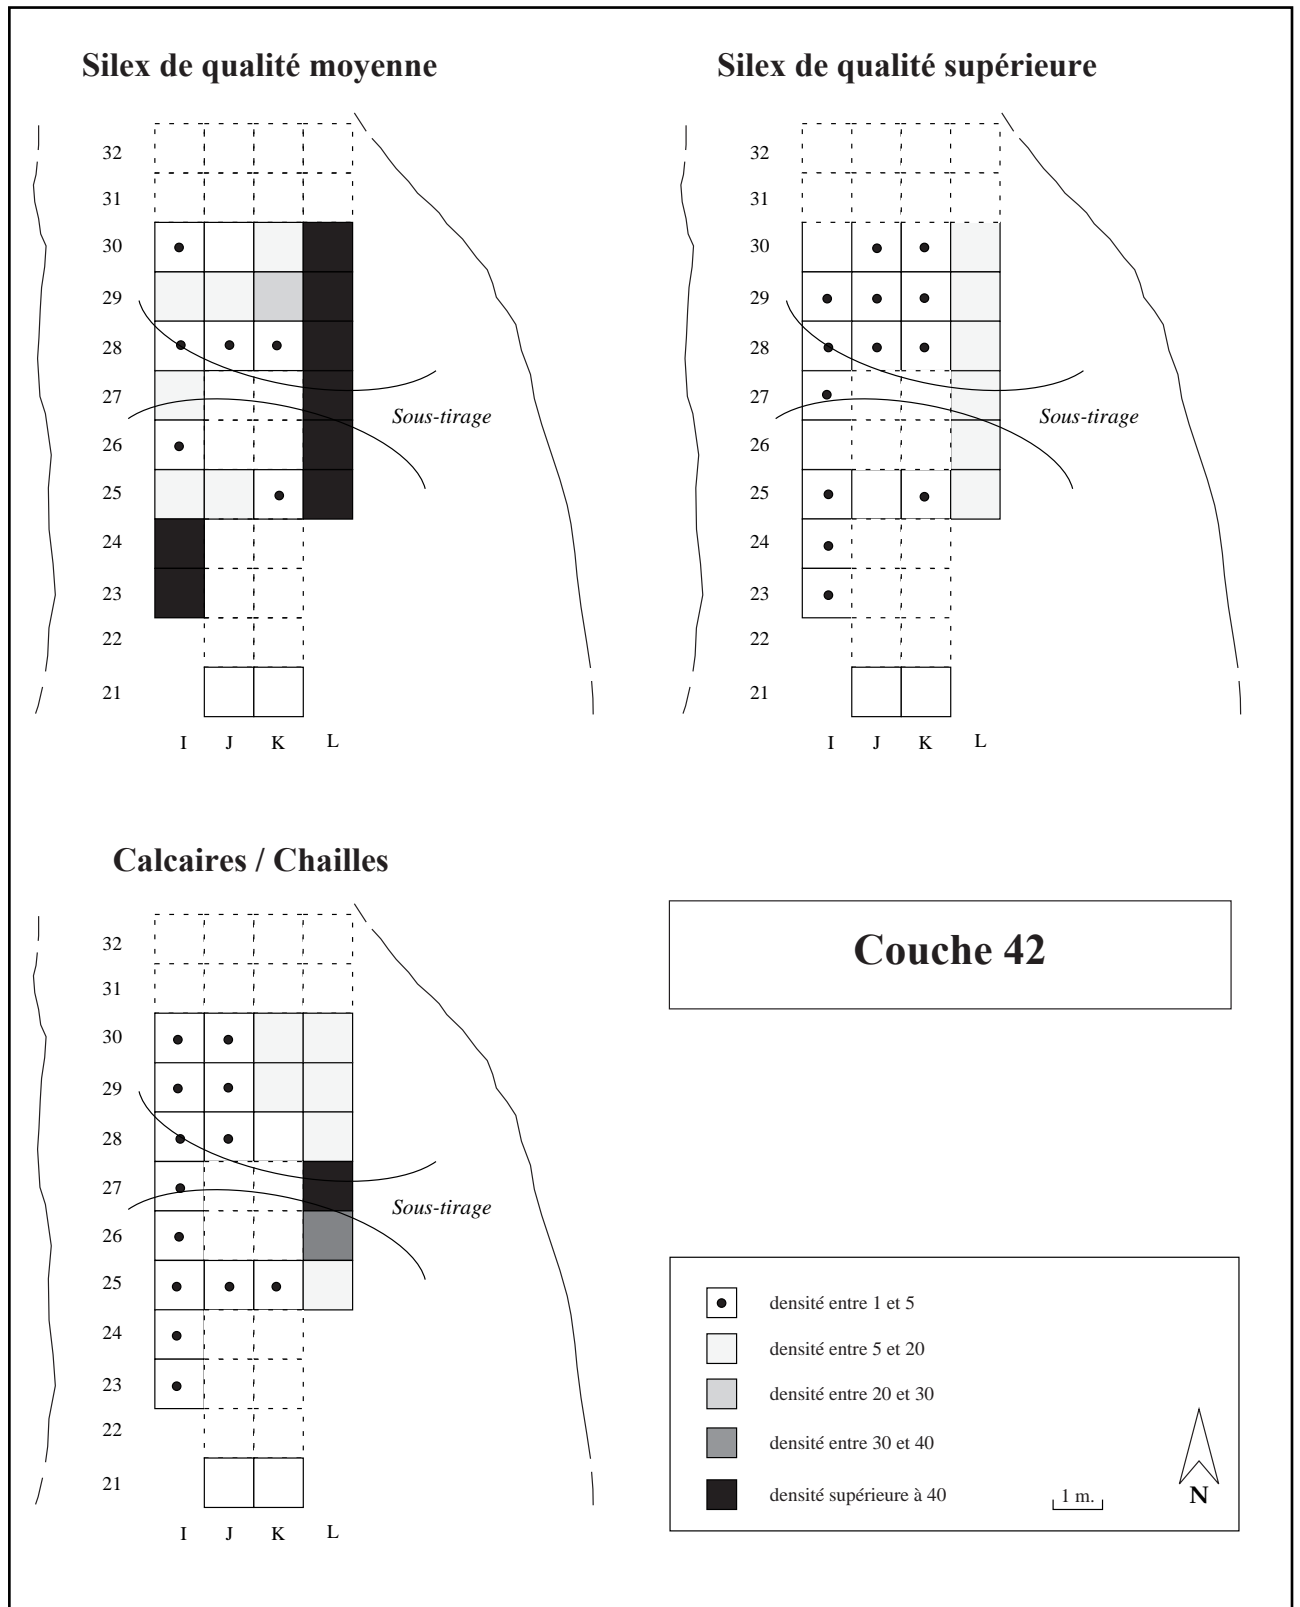 Silex de qualité moyenne
32
31
30
29
28
27
Sous-tirage
26
25
24
23
22
21
I J K L
Silex de qualité supérieure
32
31
30
29
28
27
Sous-tirage
26
25
24
23
22
21
I J K L
Calcaires / Chailles
32
31
30
29
28
27
Sous-tirage
26
25
24
23
22
21
I J K L
Couche 42
densité entre 1 et 5
densité entre 5 et 20
densité entre 20 et 30
densité entre 30 et 40
densité supérieure à 40
1 m.
N